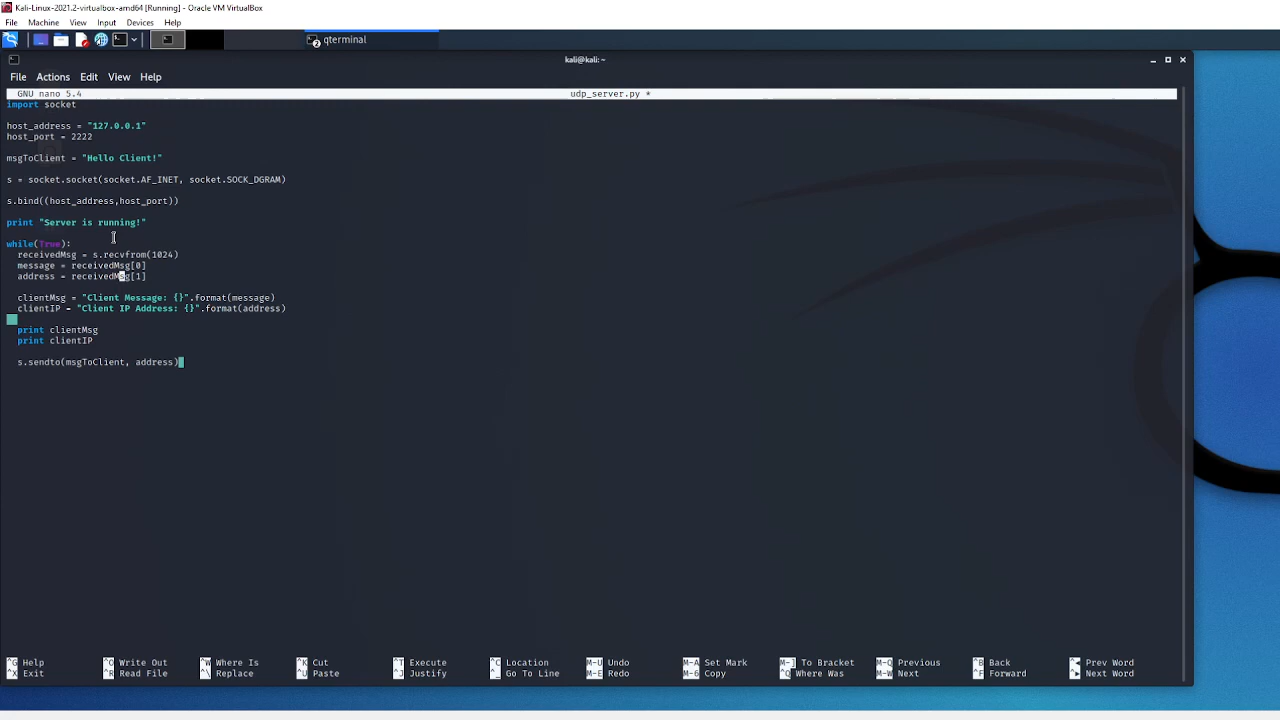 Kali-Linux-2021.2-virtualbox-amd64 [Running] - Oracle VM VirtualBox
File Machine View Input Devices Help
qterminal
kali@kali: ~
File Actions Edit View Help
GNU nano 5.4 udp_server.py *
import socket
host_address = "127.0.0.1"
host_port = 2222
msgToClient = "Hello Client!"
s = socket.socket(socket.AF_INET, socket.SOCK_DGRAM)
s.bind((host_address,host_port))
print "Server is running!"
while(True):
  receivedMsg = s.recvfrom(1024)
  message = receivedMsg[0]
  address = receivedMsg[1]
  clientMsg = "Client Message: {}".format(message)
  clientIP = "Client IP Address: {}".format(address)
  print clientMsg
  print clientIP
  s.sendto(msgToClient, address)
^G Help ^O Write Out ^W Where Is ^K Cut ^T Execute ^C Location M-U Undo M-A Set Mark M-] To Bracket M-Q Previous ^B Back ^◂ Prev Word
^X Exit ^R Read File ^\ Replace ^U Paste ^J Justify ^_ Go To Line M-E Redo M-6 Copy ^Q Where Was M-W Next ^F Forward ^▸ Next Word